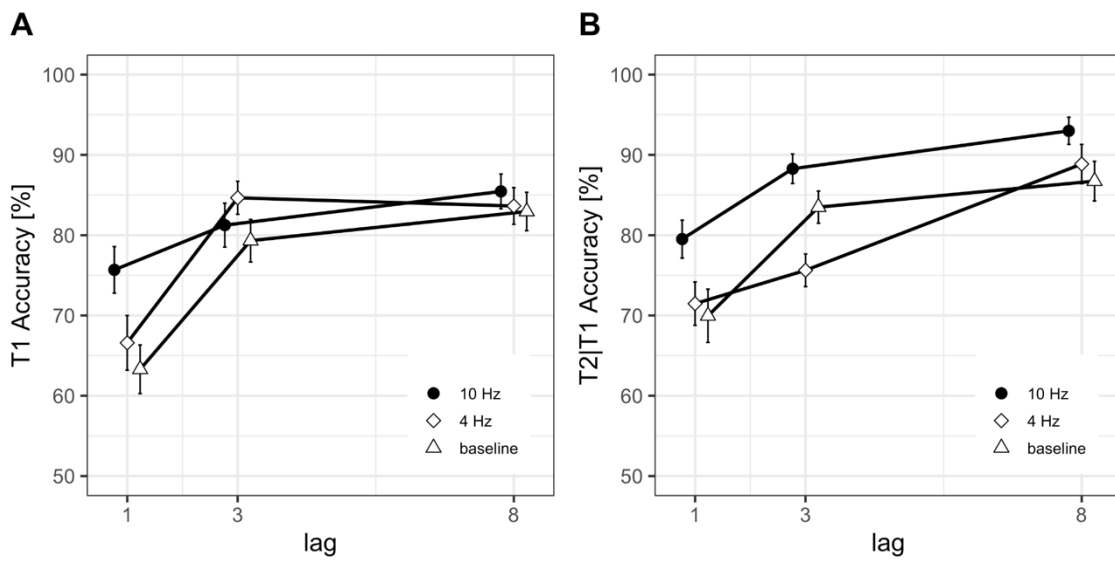 A
T1 Accuracy [%]
100
90
80
70
60
50
10 Hz
4 Hz
baseline
1 3 8
lag
B
T2|T1 Accuracy [%]
100
90
80
70
60
50
10 Hz
4 Hz
baseline
1 3 8
lag